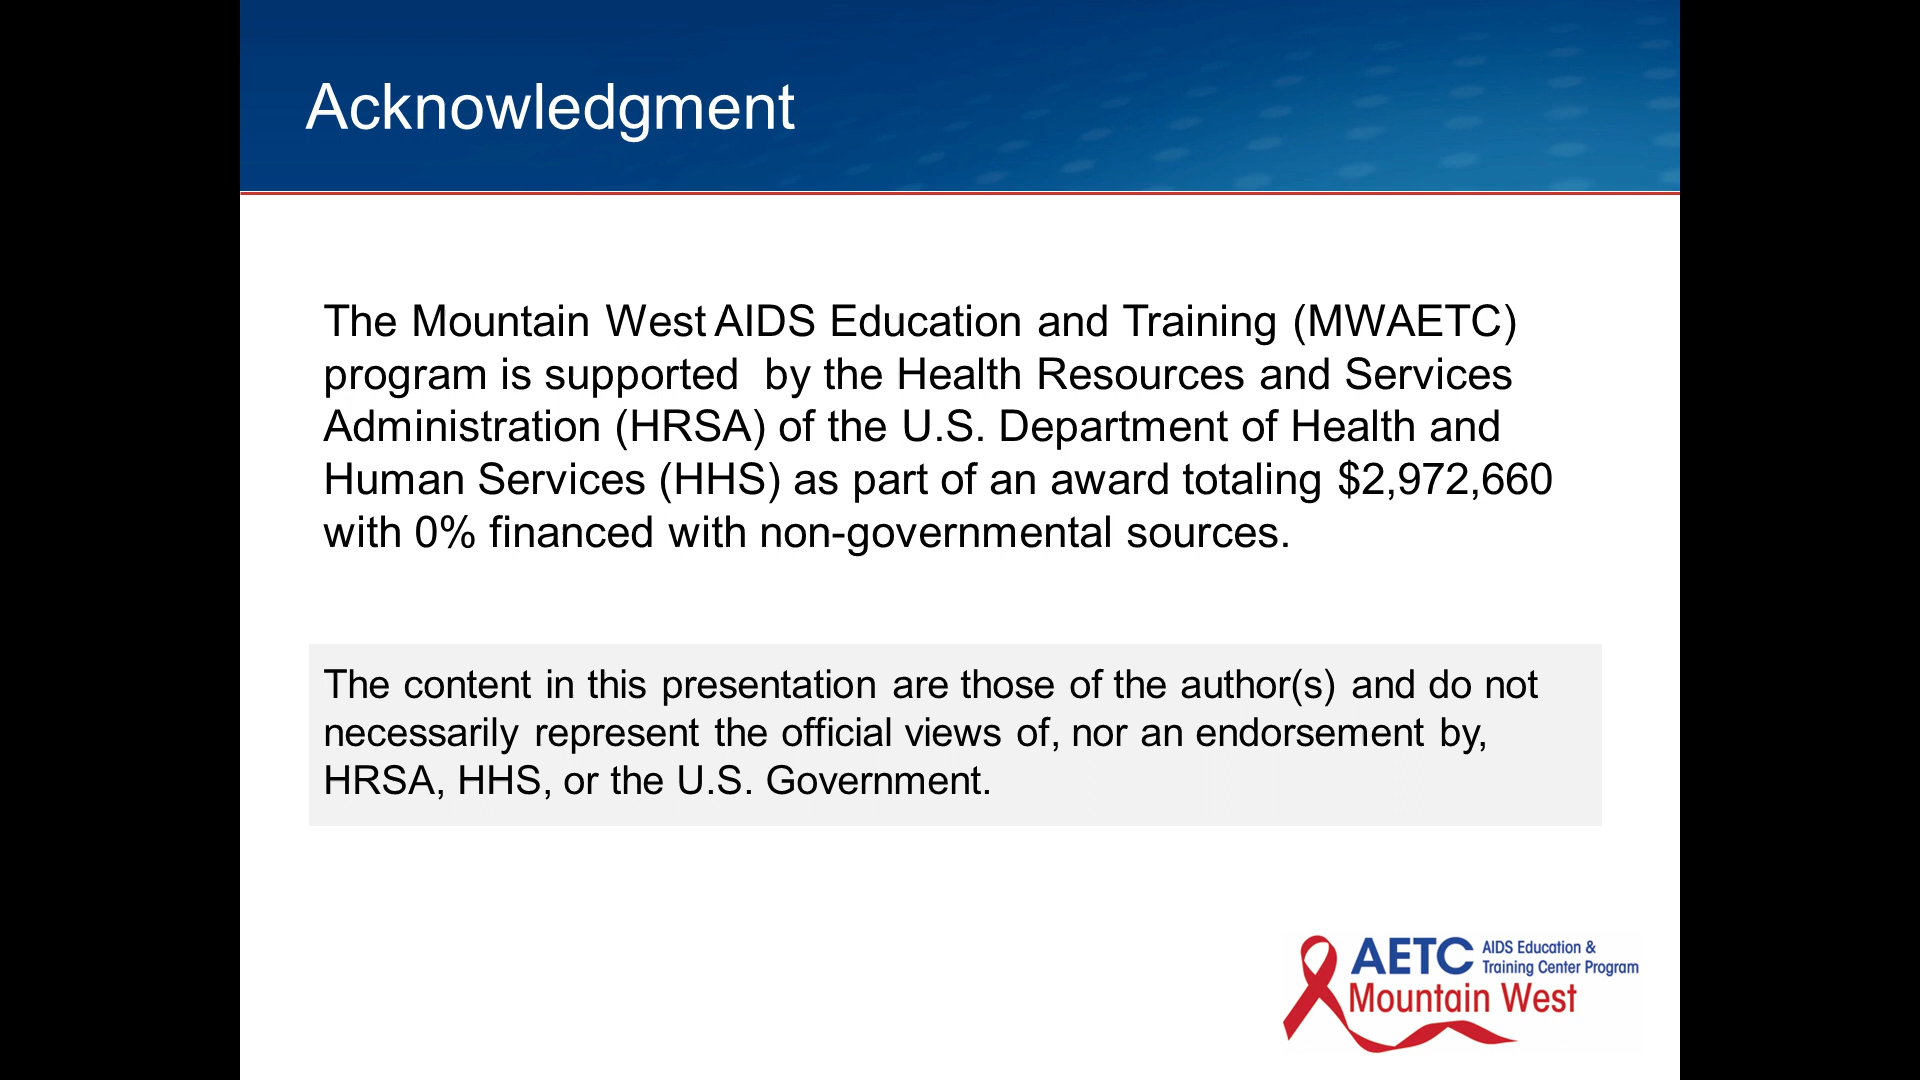 Acknowledgment
The Mountain West AIDS Education and Training (MWAETC)
program is supported  by the Health Resources and Services
Administration (HRSA) of the U.S. Department of Health and
Human Services (HHS) as part of an award totaling $2,972,660
with 0% financed with non-governmental sources.
The content in this presentation are those of the author(s) and do not
necessarily represent the official views of, nor an endorsement by,
HRSA, HHS, or the U.S. Government.
AETC AIDS Education &
Training Center Program
Mountain West